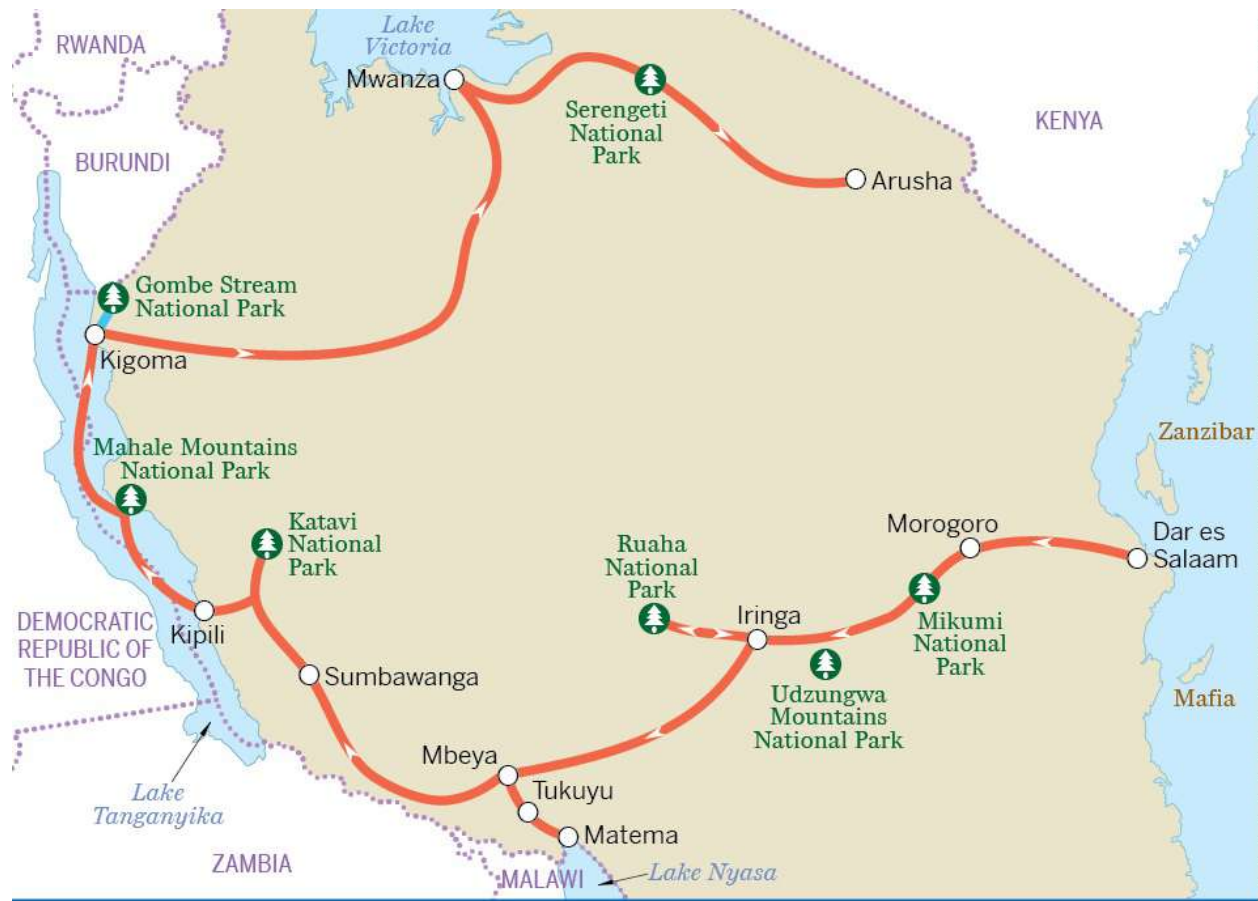 RWANDA
Lake
Victoria
Mwanza
Serengeti
National
Park
KENYA
BURUNDI
Arusha
Gombe Stream
National Park
Kigoma
Zanzibar
Mahale Mountains
National Park
Katavi
National
Park
Ruaha
National
Park
Morogoro
Dar es
Salaam
Iringa
Mikumi
National
Park
DEMOCRATIC
REPUBLIC OF
THE CONGO
Kipili
Sumbawanga
Udzungwa
Mountains
National Park
Mafia
Mbeya
Tukuyu
Matema
Lake
Tanganyika
ZAMBIA
MALAWI
Lake Nyasa